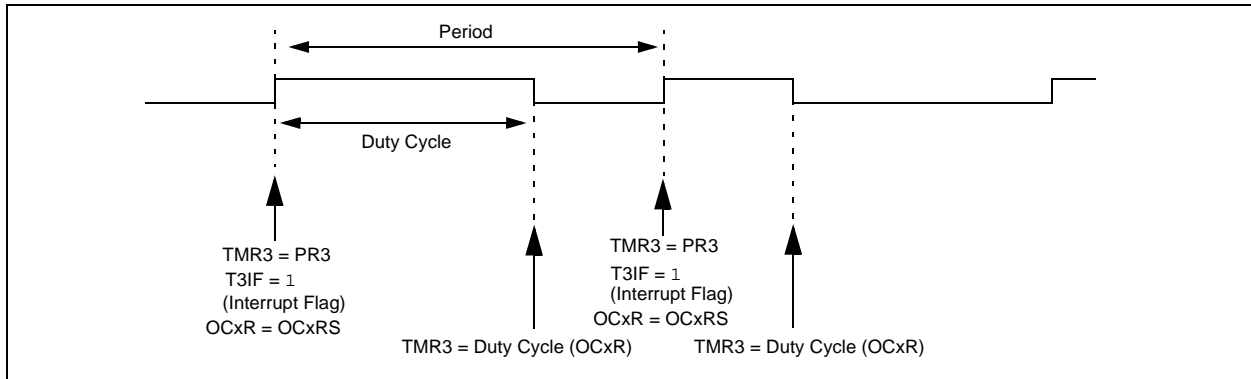 Period
Duty Cycle
TMR3 = PR3
T3IF = 1
(Interrupt Flag)
OCxR = OCxRS
TMR3 = Duty Cycle (OCxR)
TMR3 = PR3
T3IF = 1
(Interrupt Flag)
OCxR = OCxRS
TMR3 = Duty Cycle (OCxR)